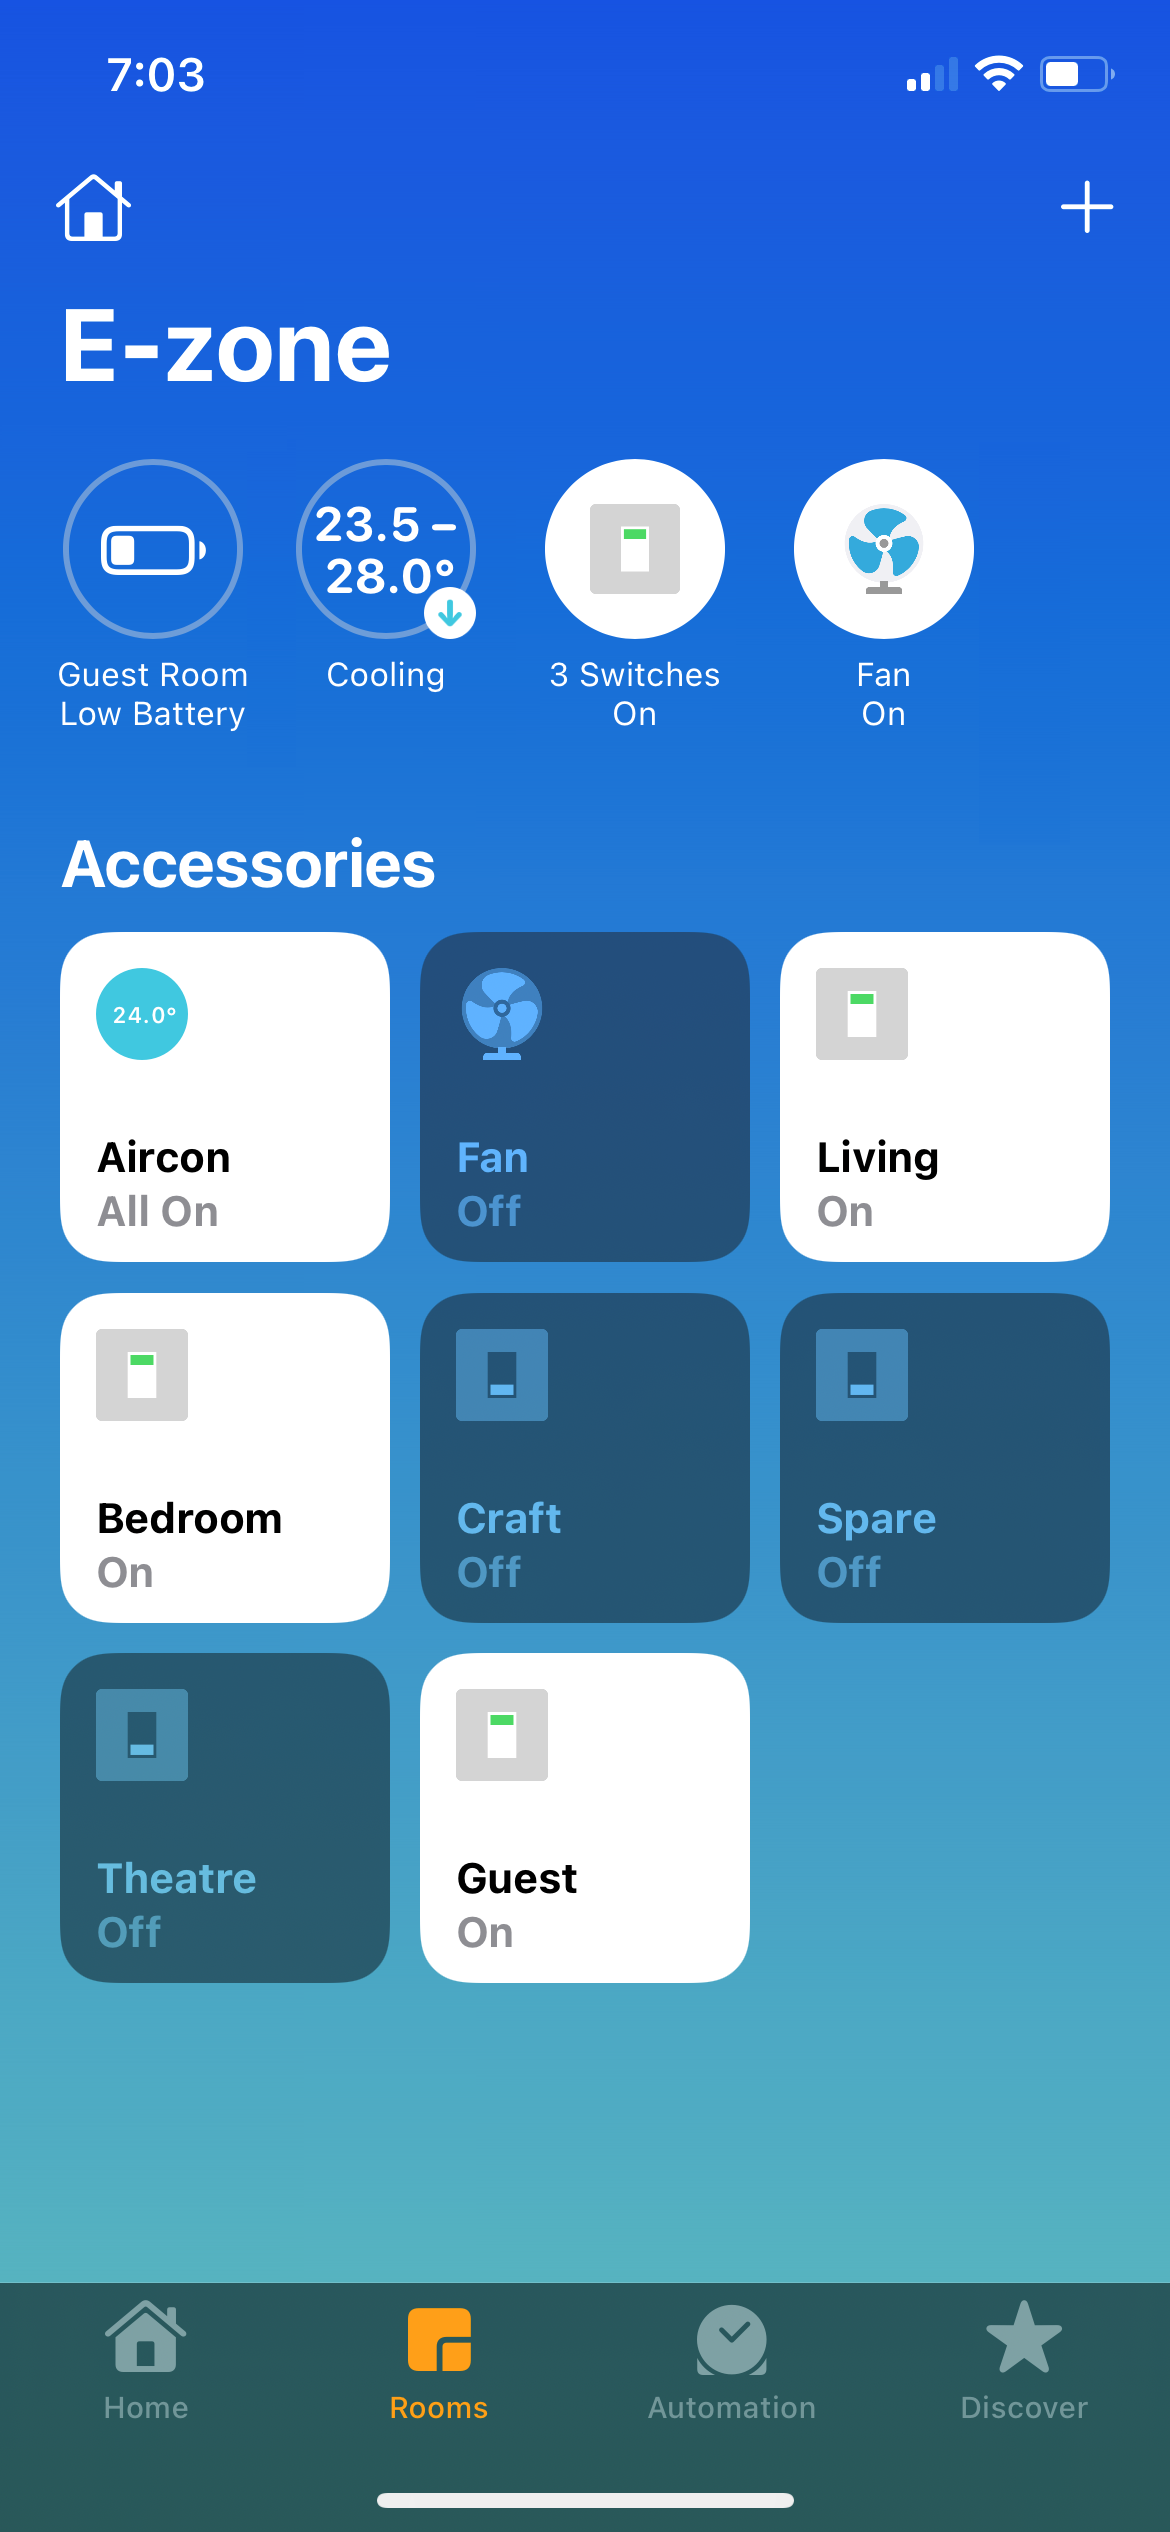 7:03
E-zone
23.5 –
28.0°
Guest Room
Low Battery
Cooling
3 Switches
On
Fan
On
Accessories
24.0°
Aircon
All On
Fan
Off
Living
On
Bedroom
On
Craft
Off
Spare
Off
Theatre
Off
Guest
On
Home
Rooms
Automation
Discover